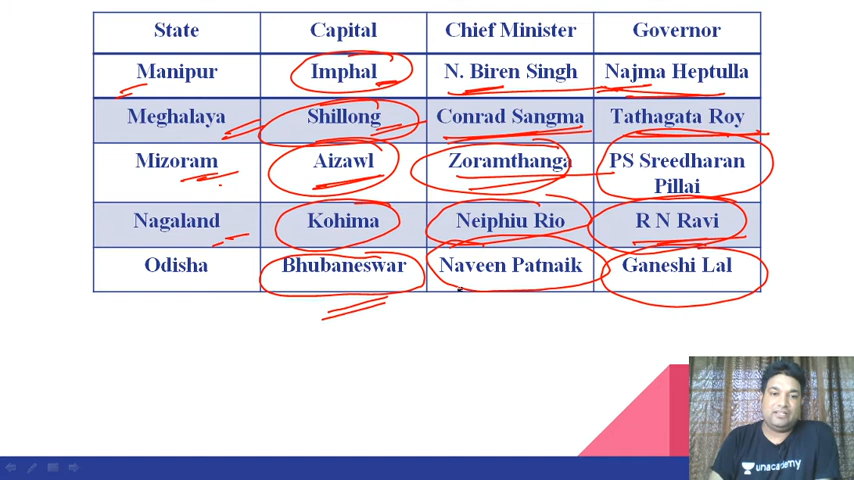 State Capital Chief Minister Governor
Manipur Imphal N. Biren Singh Najma Heptulla
Meghalaya Shillong Conrad Sangma Tathagata Roy
Mizoram Aizawl Zoramthanga PS Sreedharan
Pillai
Nagaland Kohima Neiphiu Rio R N Ravi
Odisha Bhubaneswar Naveen Patnaik Ganeshi Lal
unacademy